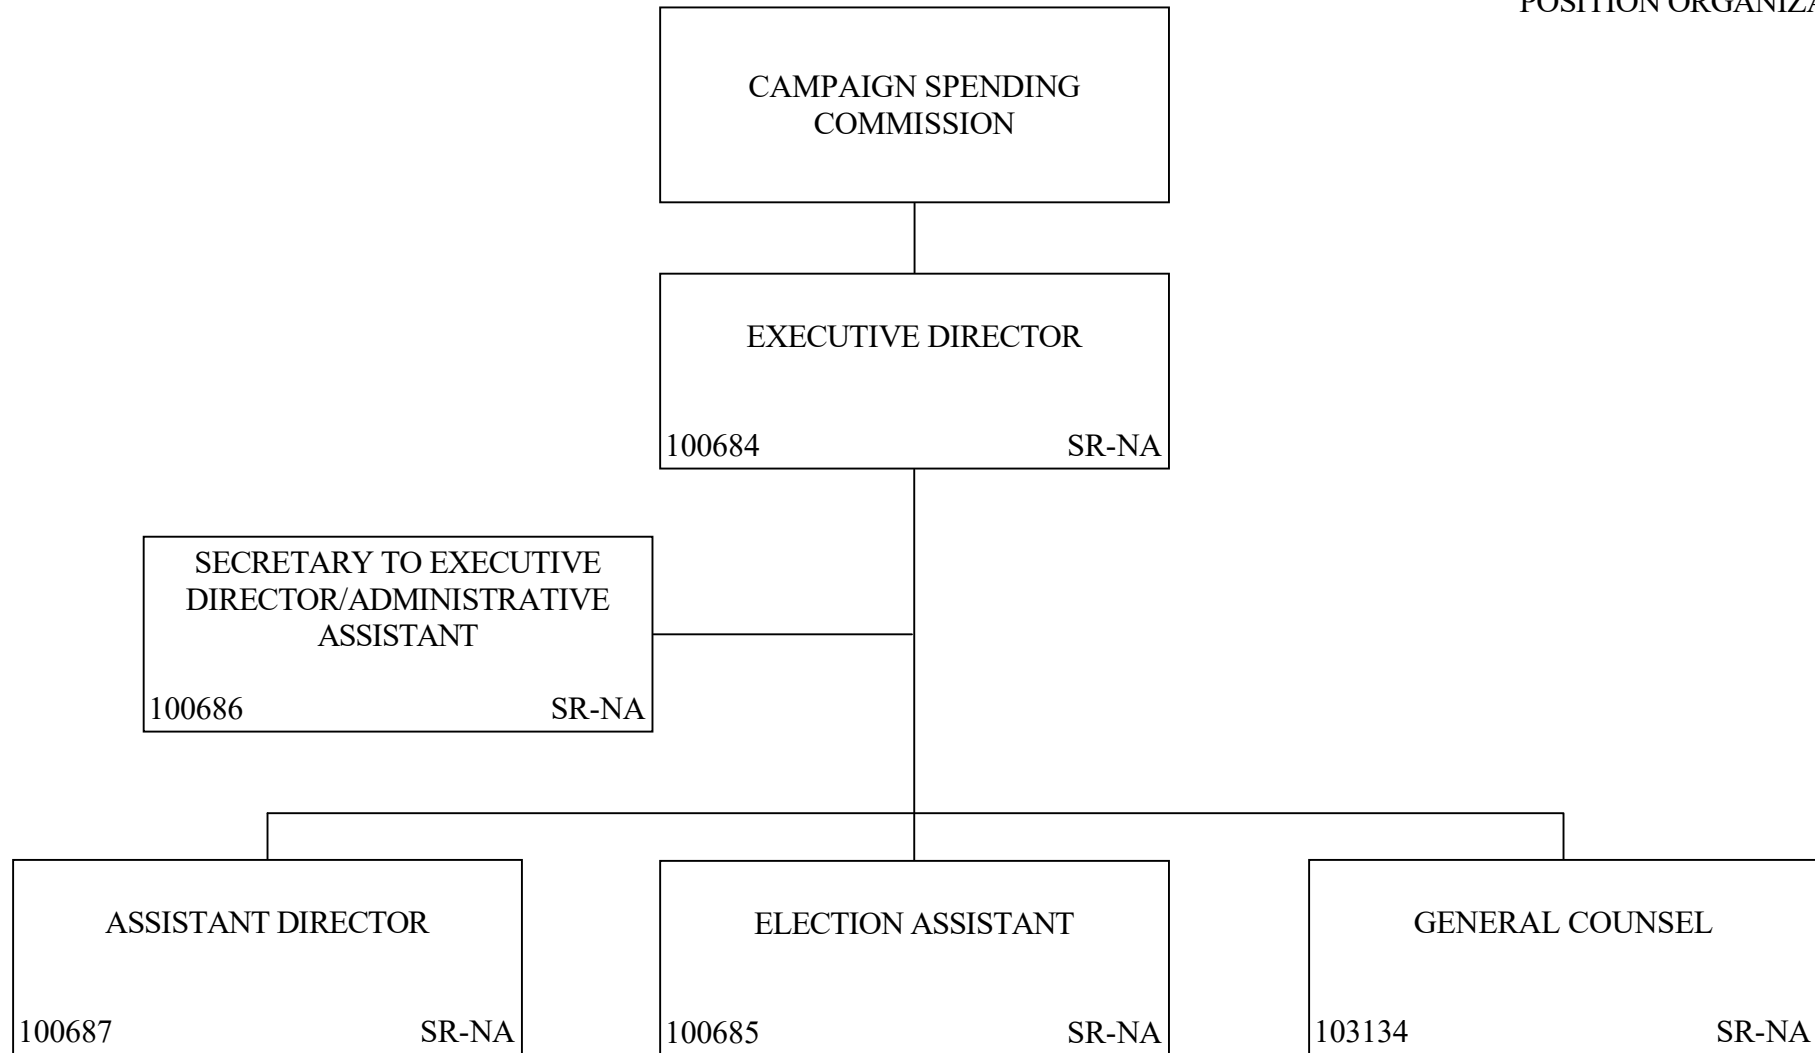 POSITION ORGANIZA
CAMPAIGN SPENDING
COMMISSION
EXECUTIVE DIRECTOR
100684 SR-NA
SECRETARY TO EXECUTIVE
DIRECTOR/ADMINISTRATIVE
ASSISTANT
100686 SR-NA
ASSISTANT DIRECTOR
100687 SR-NA
ELECTION ASSISTANT
100685 SR-NA
GENERAL COUNSEL
103134 SR-NA